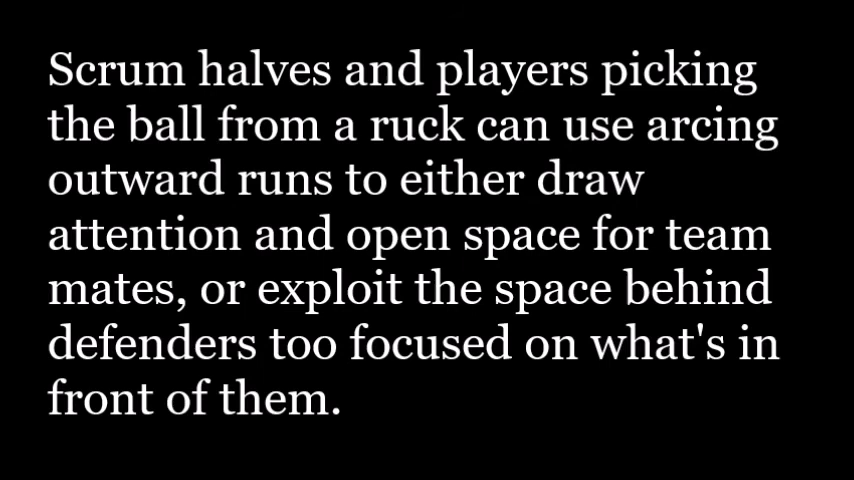 Scrum halves and players picking
the ball from a ruck can use arcing
outward runs to either draw
attention and open space for team
mates, or exploit the space behind
defenders too focused on what's in
front of them.